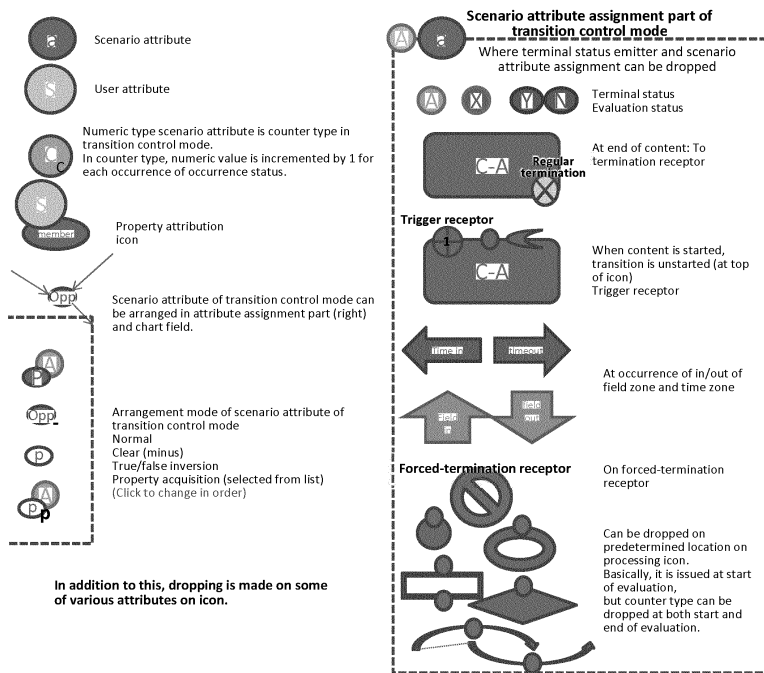 a
Scenario attribute
S
User attribute
C
Numeric type scenario attribute is counter type in
transition control mode.
In counter type, numeric value is incremented by 1 for
each occurrence of occurrence status.
S
member
Property attribution
icon
Opp
Scenario attribute of transition control mode can
be arranged in attribute assignment part (right)
and chart field.
A
P
Opp
-
p
A
p
p
Arrangement mode of scenario attribute of
transition control mode
Normal
Clear (minus)
True/false inversion
Property acquisition (selected from list)
(Click to change in order)
In addition to this, dropping is made on some
of various attributes on icon.
Scenario attribute assignment part of
transition control mode
A
a
Where terminal status emitter and scenario
attribute assignment can be dropped
A X Y N
Terminal status
Evaluation status
C-A
Regular
termination
X
At end of content: To
termination receptor
Trigger receptor
1
C-A
When content is started,
transition is unstarted (at top
of icon)
Trigger receptor
Time in
timeout
Field
in
field
out
At occurrence of in/out of
field zone and time zone
Forced-termination receptor
On forced-termination
receptor
Can be dropped on
predetermined location on
processing icon.
Basically, it is issued at start
of evaluation,
but counter type can be
dropped at both start and
end of evaluation.